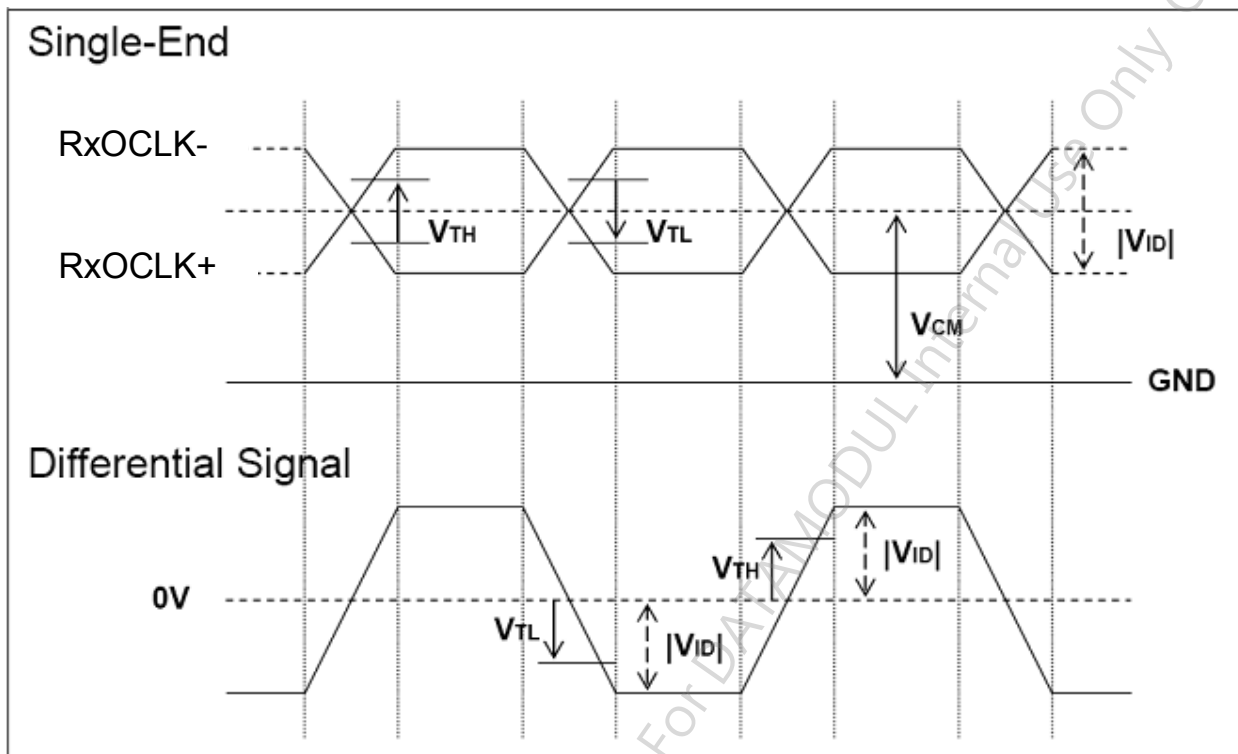 Single-End
RxOCLK-
VTH
VTL
|VID|
RxOCLK+
VCM
GND
Differential Signal
VTH
|VID|
0V
VTL
|VID|
For DATAMODUL Internal Use Only